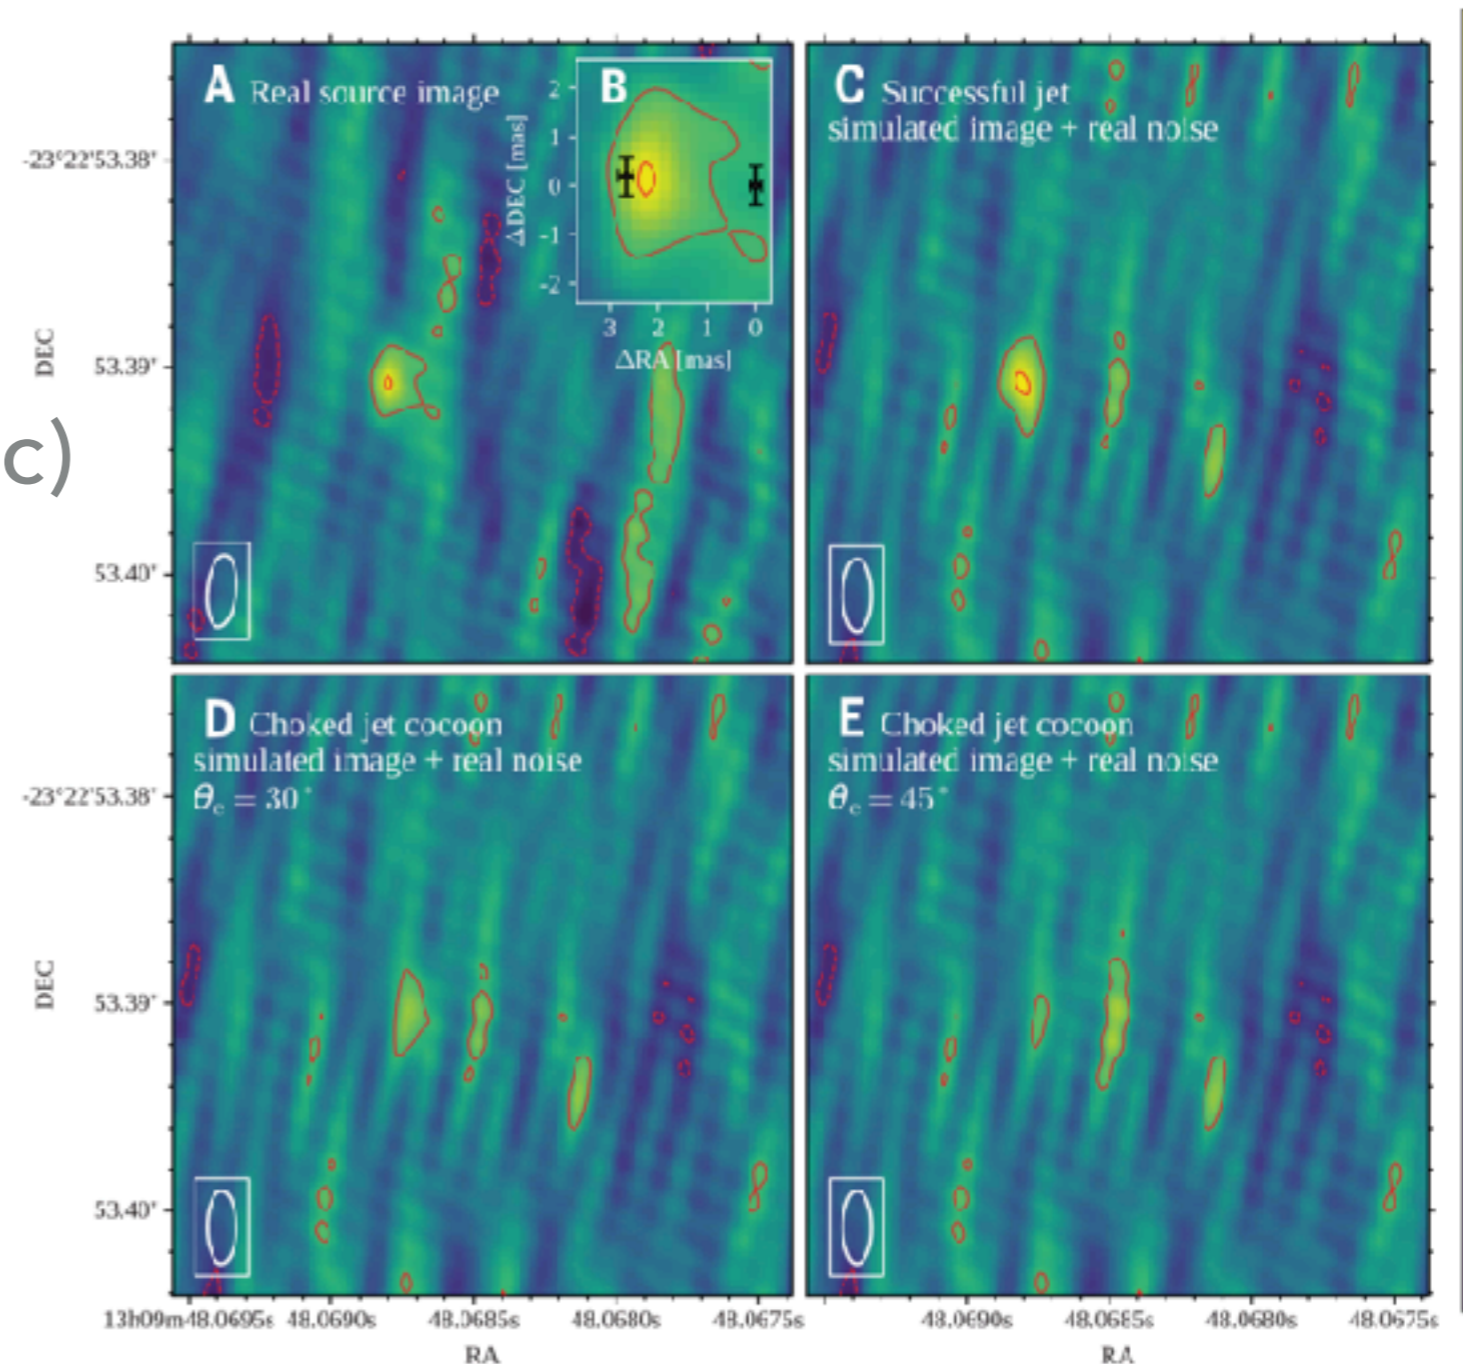 c)
A Real source image
B
2
1
0
-1
-2
ΔDEC [mas]
3 2 1 0
ΔRA [mas]
C Successful jet
simulated image + real noise
-23°22'53.38"
53.39"
53.40"
DEC
D Choked jet cocoon
simulated image + real noise
θc = 30°
E Choked jet cocoon
simulated image + real noise
θc = 45°
-23°22'53.38"
53.39"
53.40"
DEC
13h09m48.0695s 48.0690s 48.0685s 48.0680s 48.0675s
48.0690s 48.0685s 48.0680s 48.0675s
RA
RA